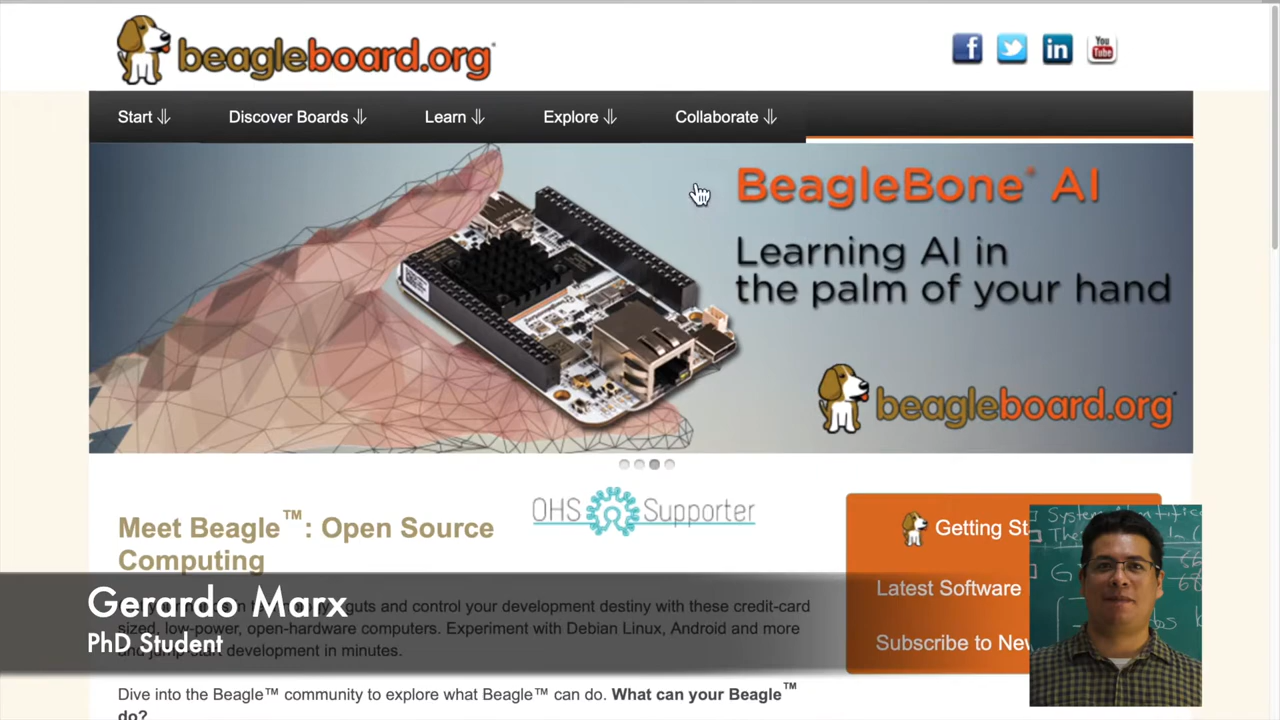 beagleboard.org®
Start Discover Boards Learn Explore Collaborate
BeagleBone® AI
Learning AI in
the palm of your hand
beagleboard.org
OHS Supporter
Meet Beagle™: Open Source
Computing
Getting St
Latest Software
Subscribe to New
Gerardo Marx
PhD Student
guts and control your development destiny with these credit-card
sized, low-power, open-hardware computers. Experiment with Debian Linux, Android and more
and jump-start development in minutes.
Dive into the Beagle™ community to explore what Beagle™ can do. What can your Beagle™
do?